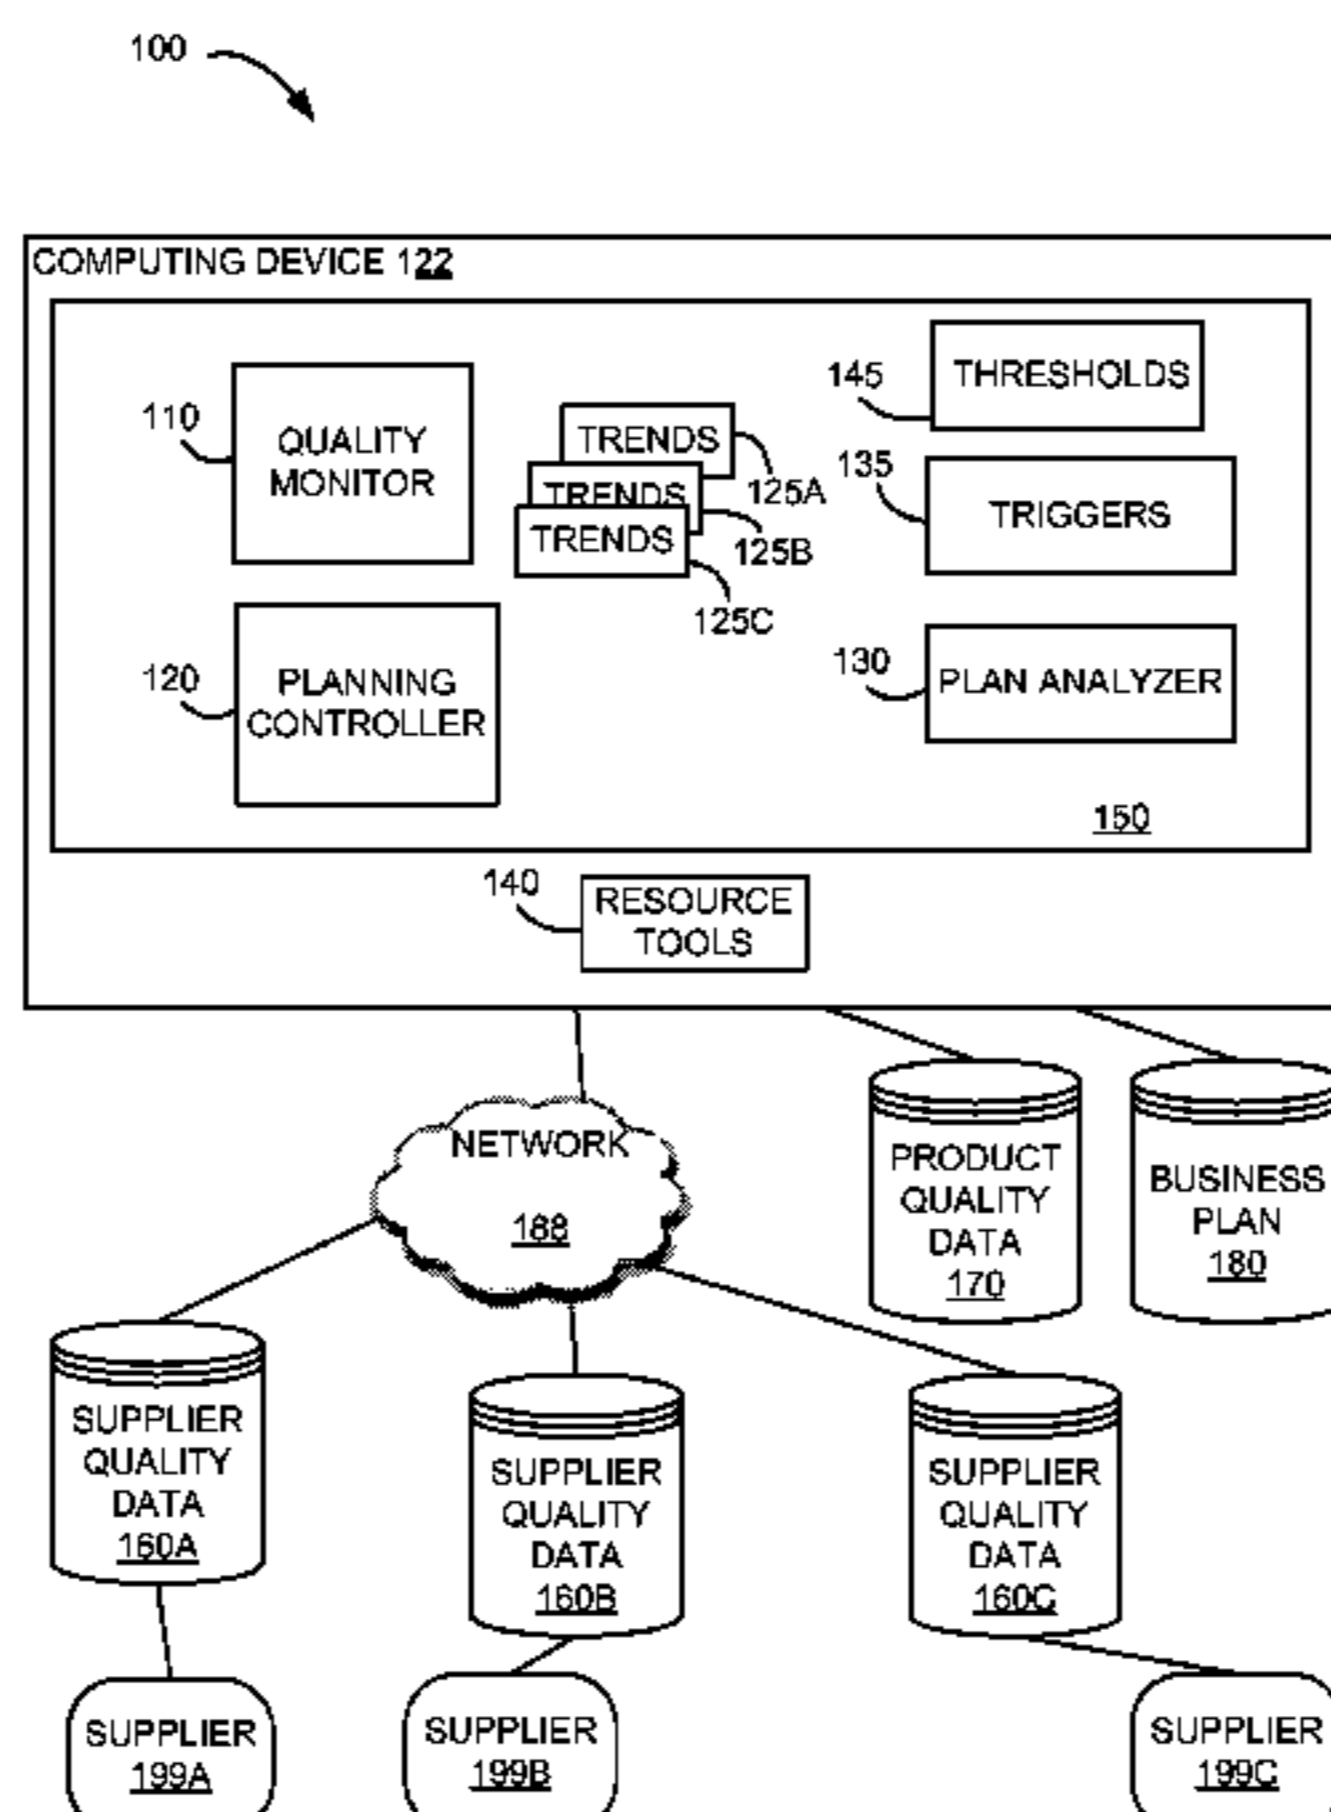 100
COMPUTING DEVICE 122
THRESHOLDS
145
110
QUALITY
MONITOR
TRENDS
125A
TRENDS
125B
TRENDS
125C
135
TRIGGERS
120
PLANNING
CONTROLLER
130
PLAN ANALYZER
150
140
RESOURCE
TOOLS
NETWORK
188
PRODUCT
QUALITY
DATA
170
BUSINESS
PLAN
180
SUPPLIER
QUALITY
DATA
160A
SUPPLIER
QUALITY
DATA
160B
SUPPLIER
QUALITY
DATA
160C
SUPPLIER
199A
SUPPLIER
199B
SUPPLIER
199C